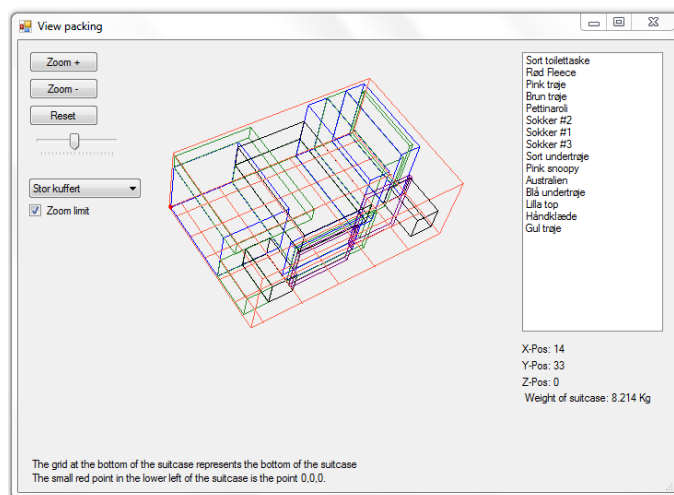 View packing
Zoom +
Zoom -
Reset
Stor kuffert
Zoom limit
Sort toilettaske
Rød Fleece
Pink trøje
Brun trøje
Pettinaroli
Sokker #2
Sokker #1
Sokker #3
Sort undertrøje
Pink snoopy
Australien
Blå undertrøje
Lilla top
Håndklæde
Gul trøje
X-Pos: 14
Y-Pos: 33
Z-Pos: 0
Weight of suitcase: 8.214 Kg
The grid at the bottom of the suitcase represents the bottom of the suitcase
The small red point in the lower left of the suitcase is the point 0,0,0.